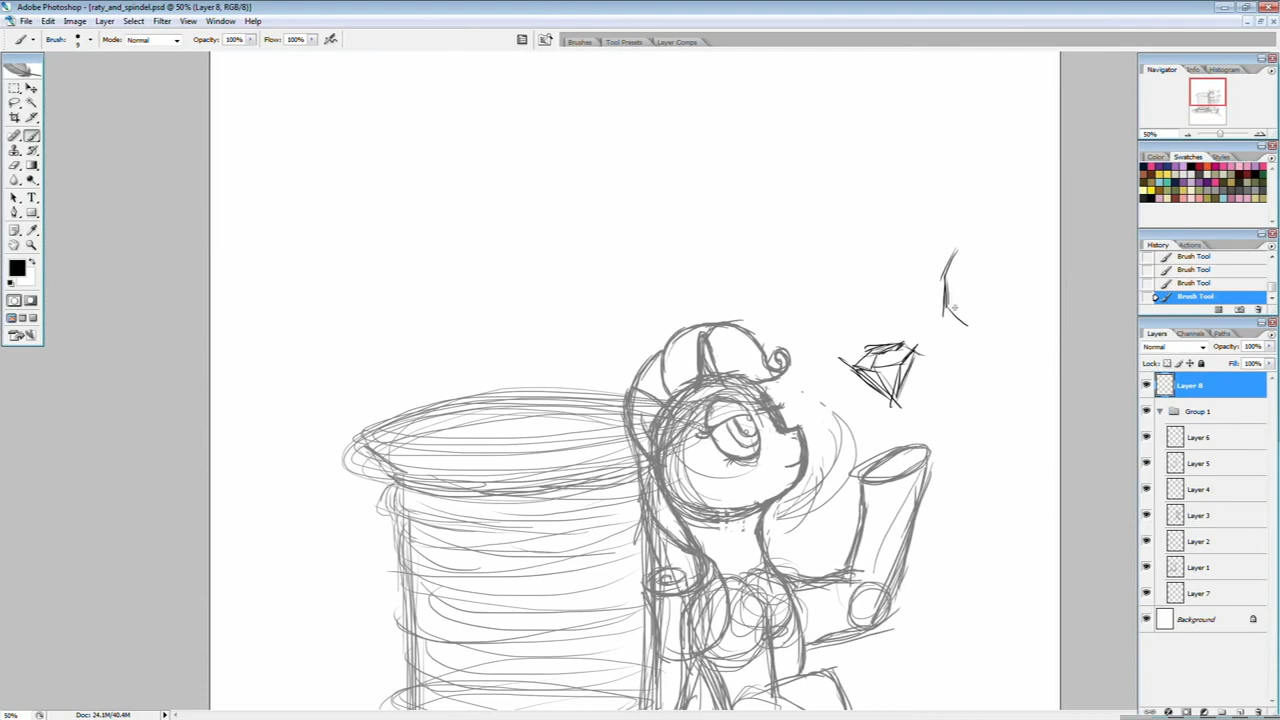 Adobe Photoshop - [raty_and_spindel.psd @ 50% (Layer 8, RGB/8)]
File Edit Image Layer Select Filter View Window Help
Brush: 9 Mode: Normal Opacity: 100% Flow: 100% Brushes Tool Presets Layer Comps
Navigator Info Histogram
50%
Color Swatches Styles
History Actions
Brush Tool
Brush Tool
Brush Tool
Brush Tool
Layers Channels Paths
Normal Opacity: 100%
Lock: Fill: 100%
Layer 8
Group 1
Layer 6
Layer 5
Layer 4
Layer 3
Layer 2
Layer 1
Layer 7
Background
50% Doc: 24.1M/40.4M